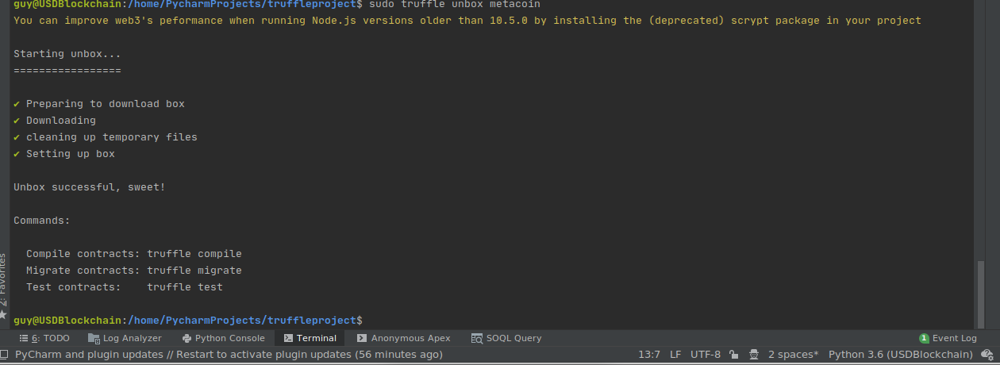 guy@USDBlockchain:/home/PycharmProjects/truffleproject$ sudo truffle unbox metacoin
You can improve web3's peformance when running Node.js versions older than 10.5.0 by installing the (deprecated) scrypt package in your project
Starting unbox...
=================
✔ Preparing to download box
✔ Downloading
✔ cleaning up temporary files
✔ Setting up box
Unbox successful, sweet!
Commands:
Compile contracts: truffle compile
Migrate contracts: truffle migrate
Test contracts: truffle test
guy@USDBlockchain:/home/PycharmProjects/truffleproject$
2: Favorites
6: TODO Log Analyzer Python Console Terminal Anonymous Apex SOQL Query 1 Event Log
PyCharm and plugin updates // Restart to activate plugin updates (56 minutes ago) 13:7 LF UTF-8 2 spaces* Python 3.6 (USDBlockchain)